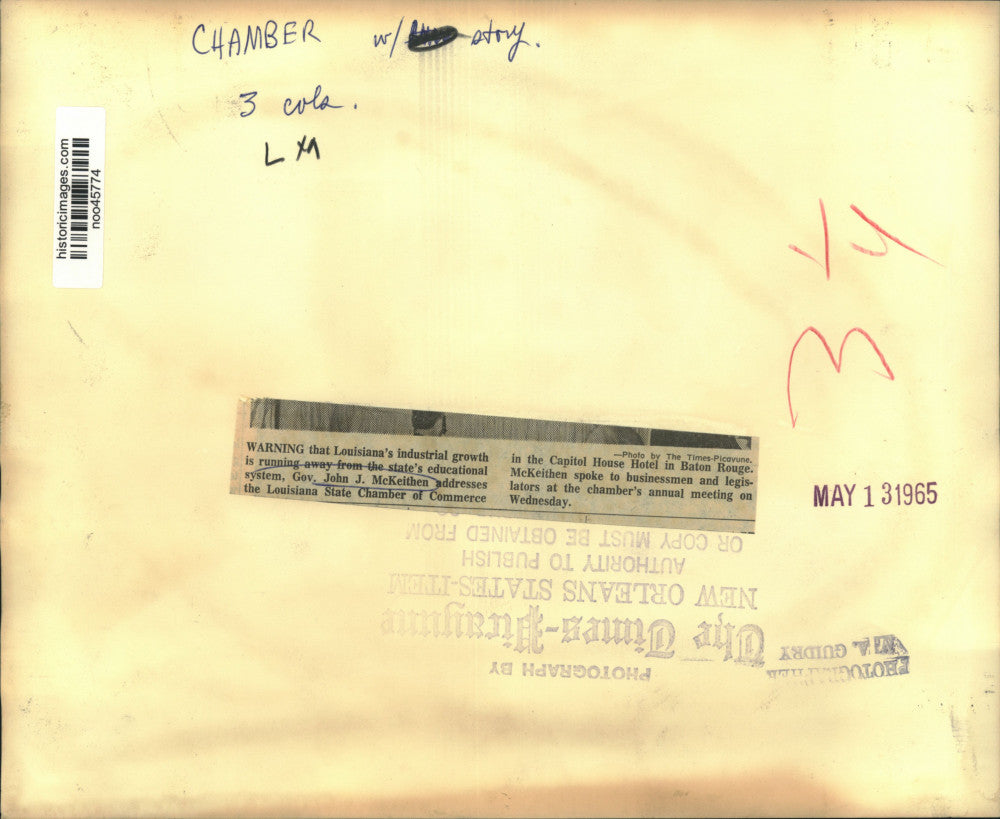 CHAMBER w/ story.
3 cols.
historicimages.com
noo45774
34
—Photo by The Times-Picayune.
WARNING that Louisiana's industrial growth
is running away from the state's educational
system, Gov. John J. McKeithen addresses
the Louisiana State Chamber of Commerce
in the Capitol House Hotel in Baton Rouge.
McKeithen spoke to businessmen and legis-
lators at the chamber's annual meeting on
Wednesday.
MAY 1 31965
PHOTOGRAPH BY
The Times-Picayune
NEW ORLEANS STATES-ITEM
AUTHORITY TO PUBLISH
OR COPY MUST BE OBTAINED FROM
PHOTOGRAPHER
A. GUIDRY